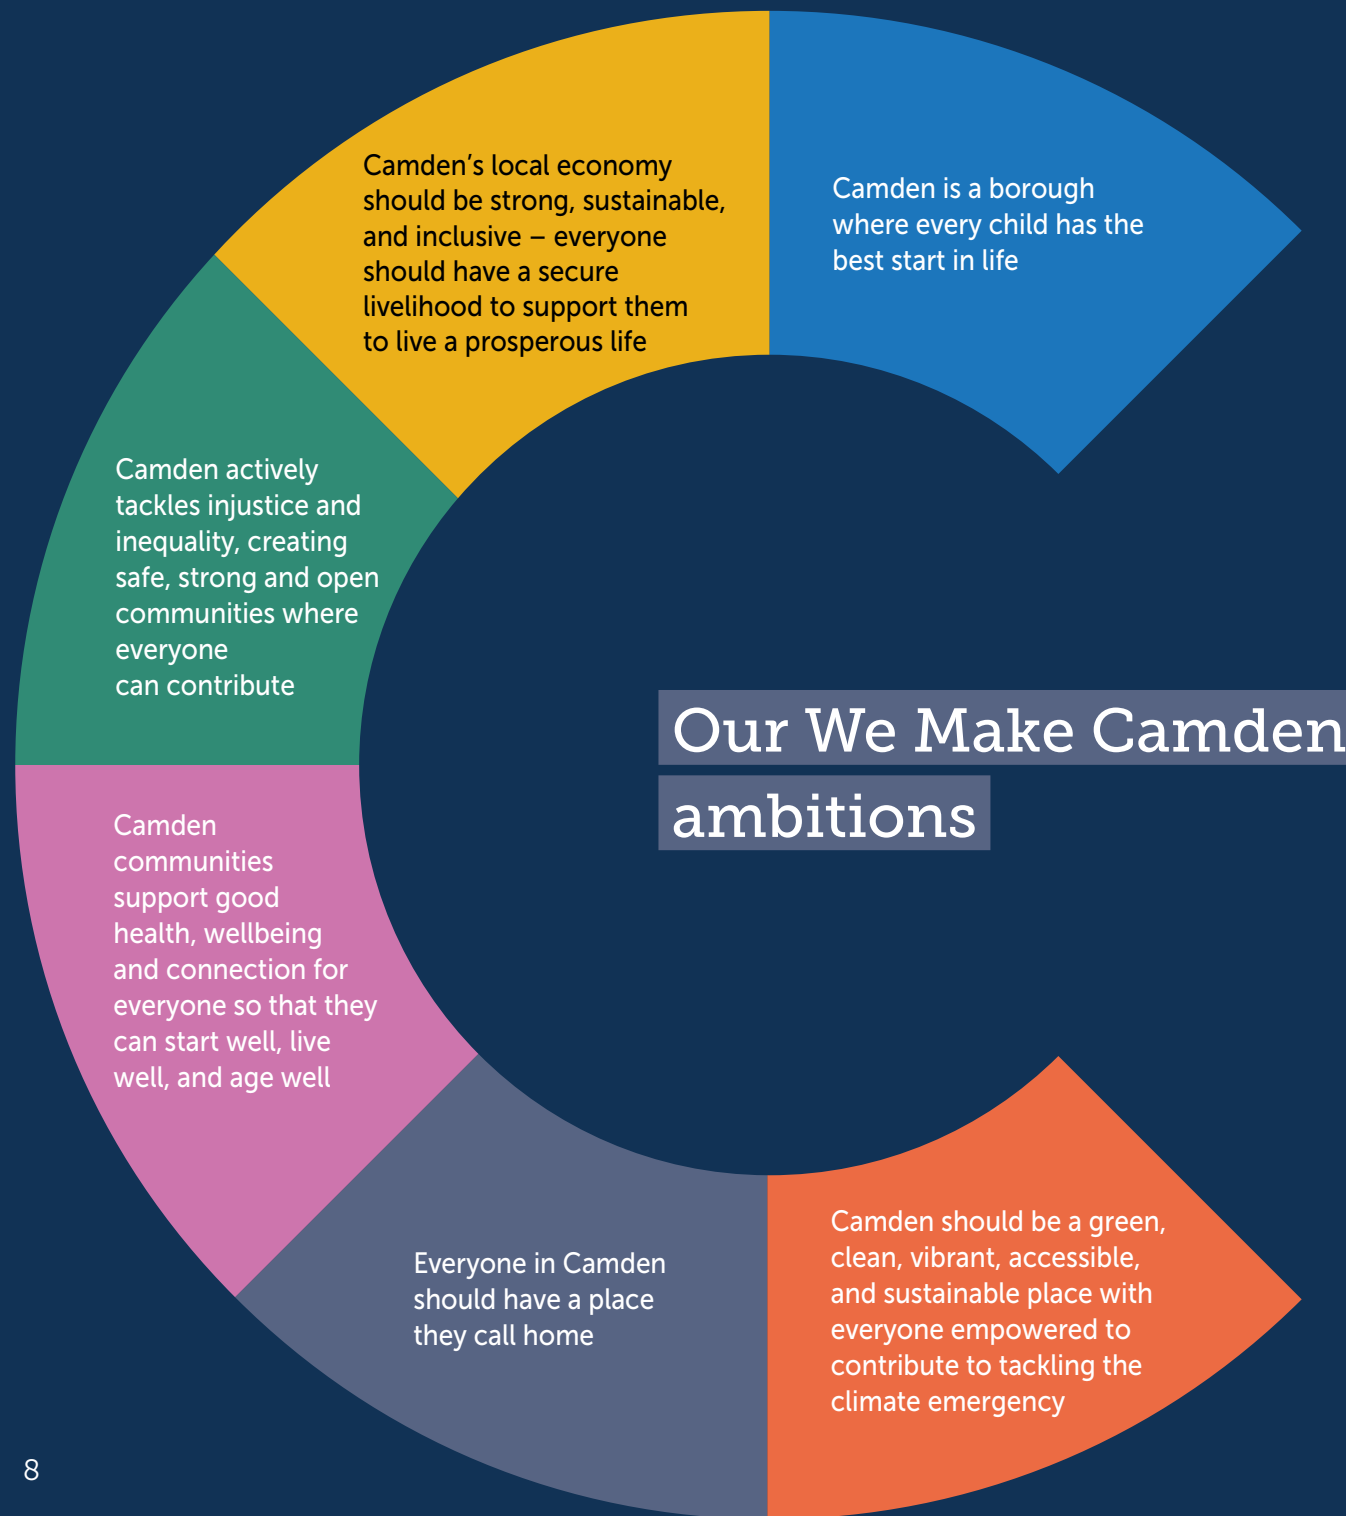 Camden's local economy
should be strong, sustainable,
and inclusive – everyone
should have a secure
livelihood to support them
to live a prosperous life
Camden is a borough
where every child has the
best start in life
Camden actively
tackles injustice and
inequality, creating
safe, strong and open
communities where
everyone
can contribute
Our We Make Camden
ambitions
Camden
communities
support good
health, wellbeing
and connection for
everyone so that they
can start well, live
well, and age well
Everyone in Camden
should have a place
they call home
Camden should be a green,
clean, vibrant, accessible,
and sustainable place with
everyone empowered to
contribute to tackling the
climate emergency
8